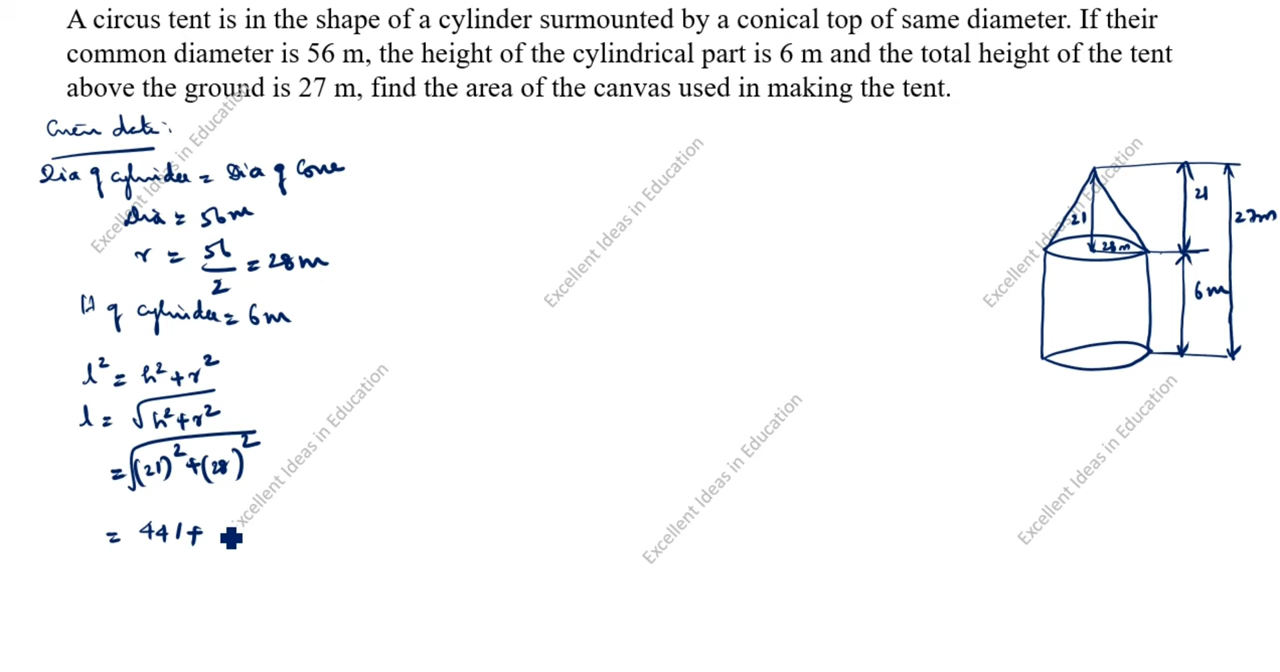 A circus tent is in the shape of a cylinder surmounted by a conical top of same diameter. If their
common diameter is 56 m, the height of the cylindrical part is 6 m and the total height of the tent
above the ground is 27 m, find the area of the canvas used in making the tent.
Given data:
Dia of cylinder = Dia of Cone
Dia = 56m
r = 56/2 = 28m
H of cylinder = 6m
l² = h² + r²
l = √h²+r²
= √(21)² + (28)²
= 441 +
21
28m
21
6m
27m
Excellent Ideas in Education
Excellent Ideas in Education
Excellent Ideas in Education
Excellent Ideas in Education
Excellent Ideas in Education
Excellent Ideas in Education